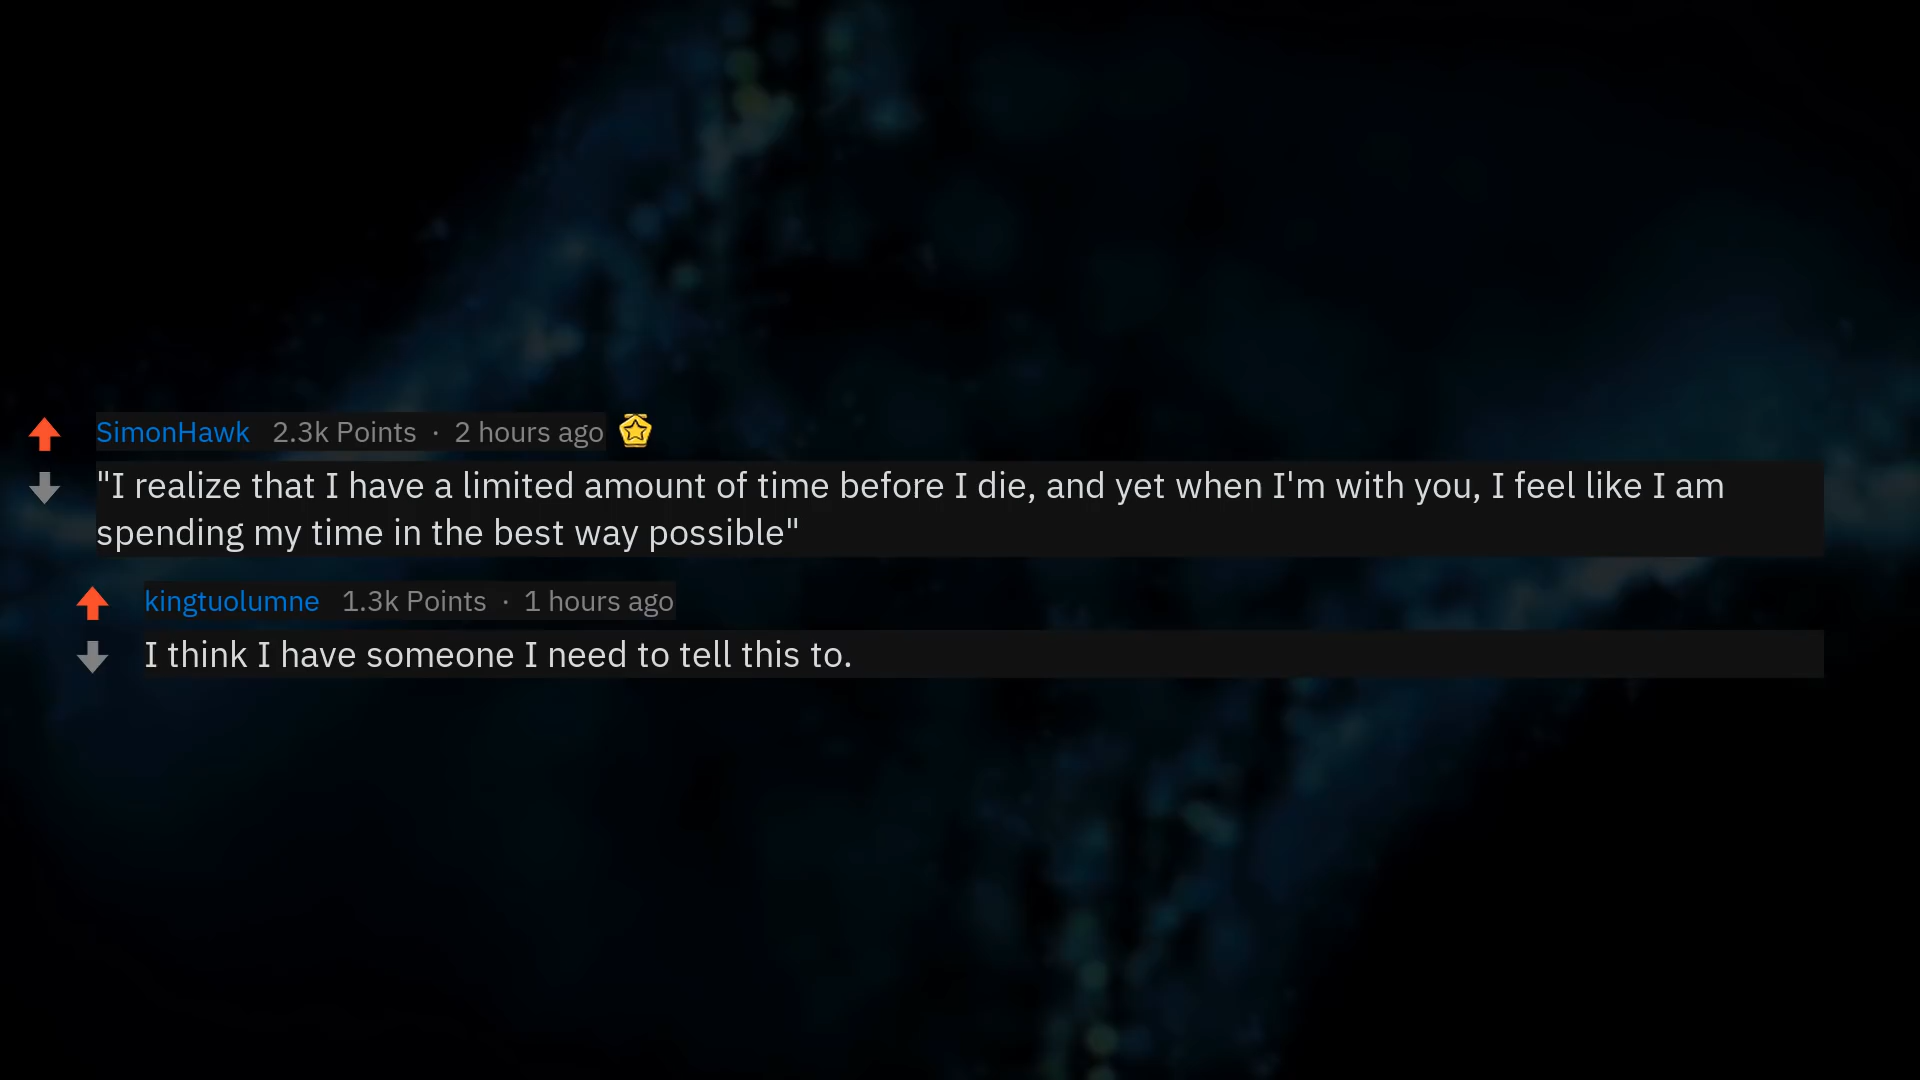 SimonHawk 2.3k Points · 2 hours ago
"I realize that I have a limited amount of time before I die, and yet when I'm with you, I feel like I am
spending my time in the best way possible"
kingtuolumne 1.3k Points · 1 hours ago
I think I have someone I need to tell this to.